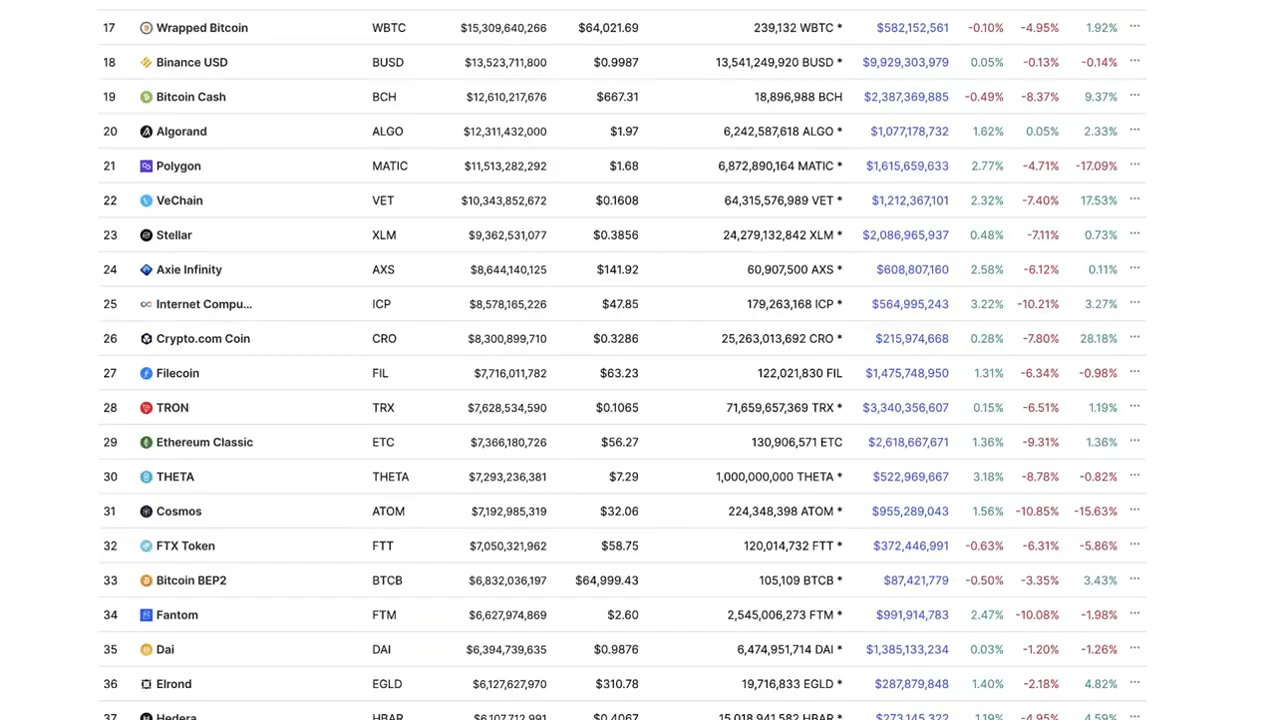 17 Wrapped Bitcoin WBTC $15,309,640,266 $64,021.69 239,132 WBTC * $582,152,561 -0.10% -4.95% 1.92% ...
18 Binance USD BUSD $13,523,711,800 $0.9987 13,541,249,920 BUSD * $9,929,303,979 0.05% -0.13% -0.14% ...
19 Bitcoin Cash BCH $12,610,217,676 $667.31 18,896,988 BCH $2,387,369,885 -0.49% -8.37% 9.37% ...
20 Algorand ALGO $12,311,432,000 $1.97 6,242,587,618 ALGO * $1,077,178,732 1.62% 0.05% 2.33% ...
21 Polygon MATIC $11,513,282,292 $1.68 6,872,890,164 MATIC * $1,615,659,633 2.77% -4.71% -17.09% ...
22 VeChain VET $10,343,852,672 $0.1608 64,315,576,989 VET * $1,212,367,101 2.32% -7.40% 17.53% ...
23 Stellar XLM $9,362,531,077 $0.3856 24,279,132,842 XLM * $2,086,965,937 0.48% -7.11% 0.73% ...
24 Axie Infinity AXS $8,644,140,125 $141.92 60,907,500 AXS * $608,807,160 2.58% -6.12% 0.11% ...
25 Internet Compu... ICP $8,578,165,226 $47.85 179,263,168 ICP * $564,995,243 3.22% -10.21% 3.27% ...
26 Crypto.com Coin CRO $8,300,899,710 $0.3286 25,263,013,692 CRO * $215,974,668 0.28% -7.80% 28.18% ...
27 Filecoin FIL $7,716,011,782 $63.23 122,021,830 FIL $1,475,748,950 1.31% -6.34% -0.98% ...
28 TRON TRX $7,628,534,590 $0.1065 71,659,657,369 TRX * $3,340,356,607 0.15% -6.51% 1.19% ...
29 Ethereum Classic ETC $7,366,180,726 $56.27 130,906,571 ETC $2,618,667,671 1.36% -9.31% 1.36% ...
30 THETA THETA $7,293,236,381 $7.29 1,000,000,000 THETA * $522,969,667 3.18% -8.78% -0.82% ...
31 Cosmos ATOM $7,192,985,319 $32.06 224,348,398 ATOM * $955,289,043 1.56% -10.85% -15.63% ...
32 FTX Token FTT $7,050,321,962 $58.75 120,014,732 FTT * $372,446,991 -0.63% -6.31% -5.86% ...
33 Bitcoin BEP2 BTCB $6,832,036,197 $64,999.43 105,109 BTCB * $87,421,779 -0.50% -3.35% 3.43% ...
34 Fantom FTM $6,627,974,869 $2.60 2,545,006,273 FTM * $991,914,783 2.47% -10.08% -1.98% ...
35 Dai DAI $6,394,739,635 $0.9876 6,474,951,714 DAI * $1,385,133,234 0.03% -1.20% -1.26% ...
36 Elrond EGLD $6,127,627,970 $310.78 19,716,833 EGLD * $287,879,848 1.40% -2.18% 4.82% ...
37 Hedera HBAR $6,107,712,991 $0.4067 15,018,941,582 HBAR * $273,145,322 1.19% -4.95% 4.59% ...